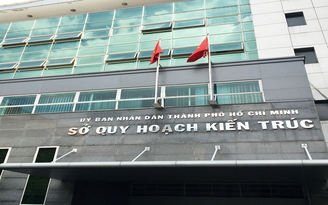 ỦY BAN NHÂN DÂN THÀNH PHỐ HỒ CHÍ MINH
SỞ QUY HOẠCH KIẾN TRÚC